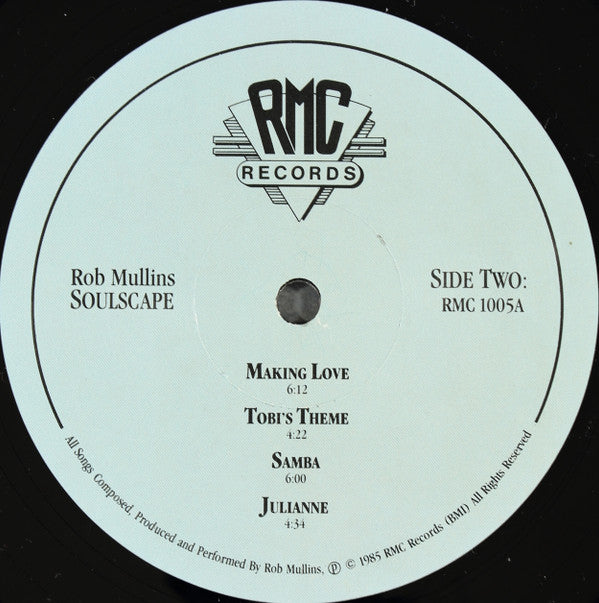 RMC
RECORDS
Rob Mullins
SOULSCAPE
SIDE TWO:
RMC 1005A
MAKING LOVE
6:12
TOBI'S THEME
4:22
SAMBA
6:00
JULIANNE
4:34
All Songs Composed, Produced and Performed By Rob Mullins, ℗ © 1985 RMC Records (BMI) All Rights Reserved